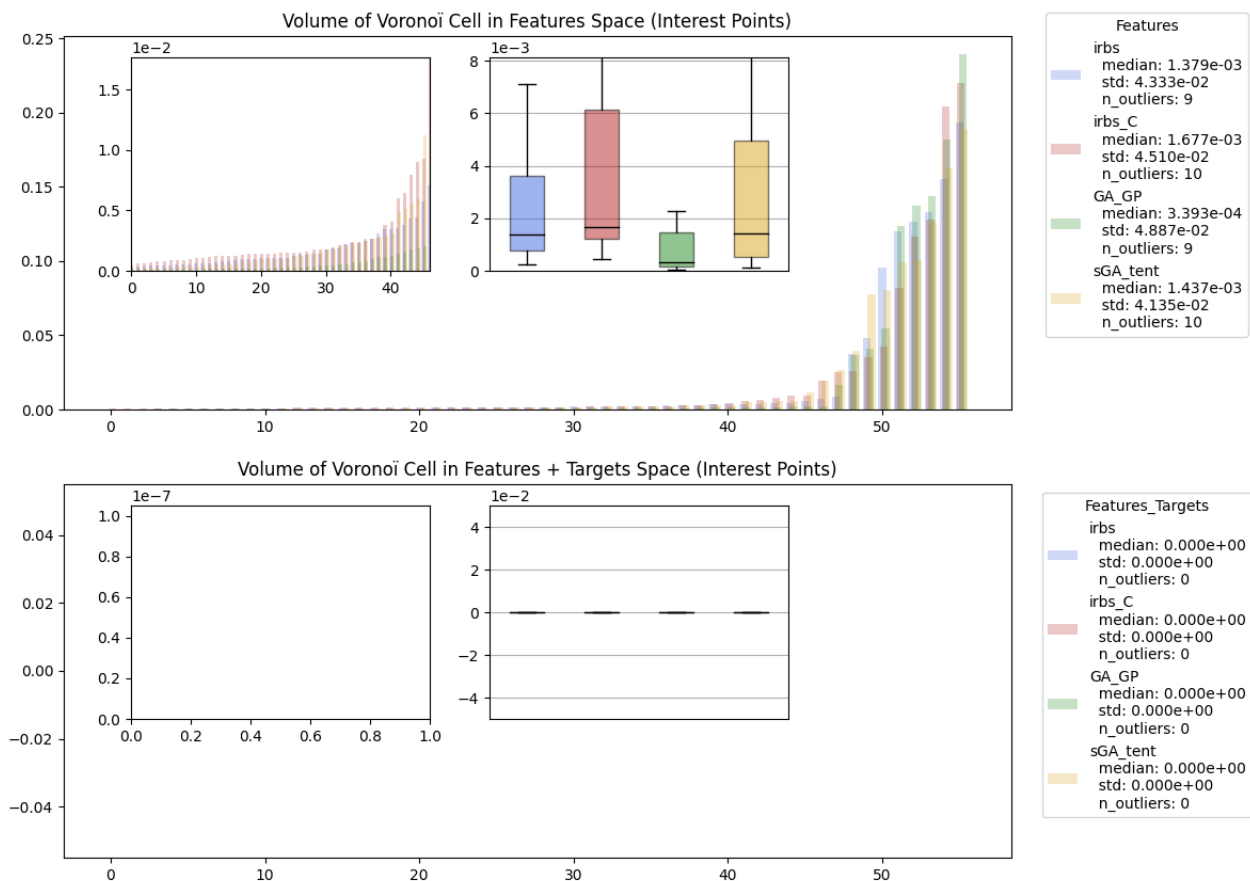 Volume of Voronoï Cell in Features Space (Interest Points)
0.25
0.20
0.15
0.10
0.05
0.00
0 10 20 30 40 50
1e−2
1.5
1.0
0.5
0.0
0 10 20 30 40
1e−3
8
6
4
2
0
Features
irbs
median: 1.379e-03
std: 4.333e-02
n_outliers: 9
irbs_C
median: 1.677e-03
std: 4.510e-02
n_outliers: 10
GA_GP
median: 3.393e-04
std: 4.887e-02
n_outliers: 9
sGA_tent
median: 1.437e-03
std: 4.135e-02
n_outliers: 10
Volume of Voronoï Cell in Features + Targets Space (Interest Points)
0.04
0.02
0.00
−0.02
−0.04
0 10 20 30 40 50
1e−7
1.0
0.8
0.6
0.4
0.2
0.0
0.0 0.2 0.4 0.6 0.8 1.0
1e−2
4
2
0
−2
−4
Features_Targets
irbs
median: 0.000e+00
std: 0.000e+00
n_outliers: 0
irbs_C
median: 0.000e+00
std: 0.000e+00
n_outliers: 0
GA_GP
median: 0.000e+00
std: 0.000e+00
n_outliers: 0
sGA_tent
median: 0.000e+00
std: 0.000e+00
n_outliers: 0